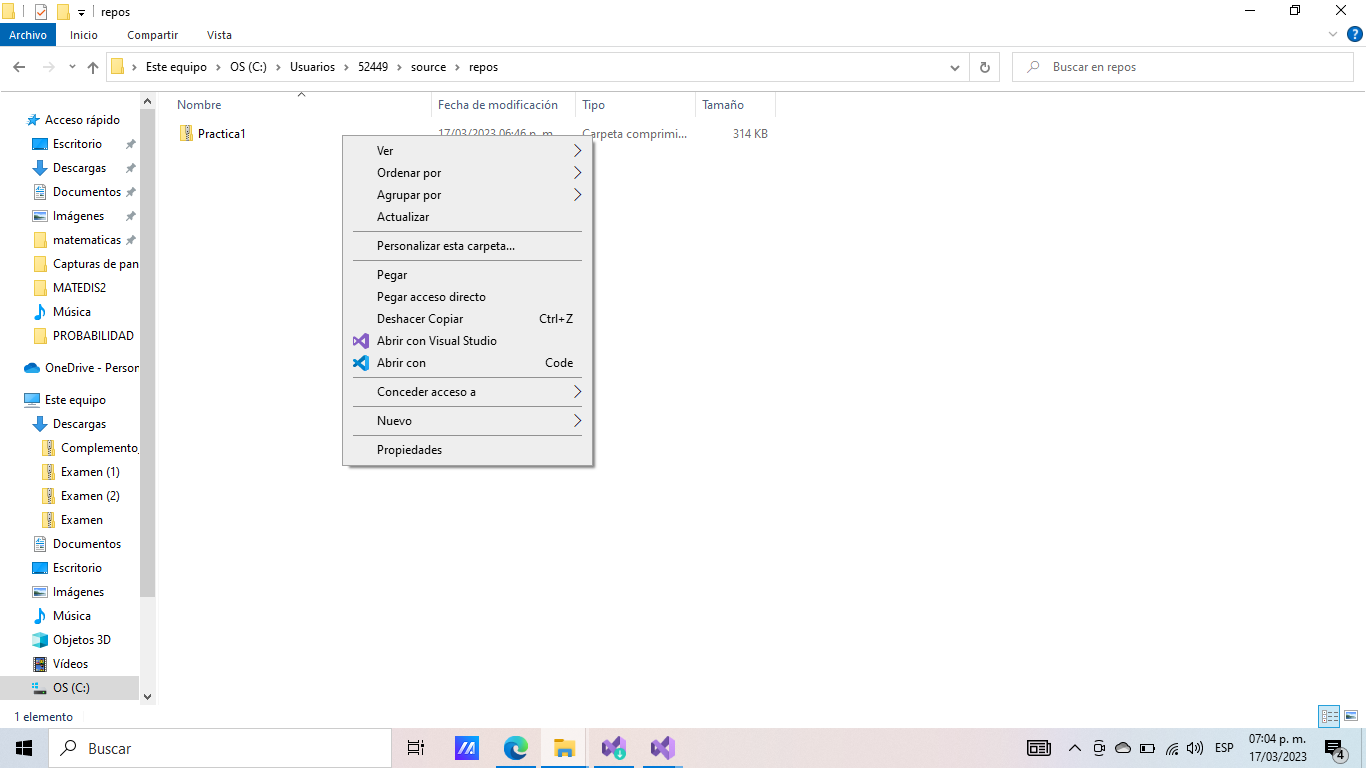 repos
Archivo Inicio Compartir Vista
Este equipo OS (C:) Usuarios 52449 source repos
Buscar en repos
Nombre Fecha de modificación Tipo Tamaño
Practica1 17/03/2023 06:46 p. m. Carpeta comprimi... 314 KB
Acceso rápido
Escritorio
Descargas
Documentos
Imágenes
matematicas
Capturas de pan
MATEDIS2
Música
PROBABILIDAD
OneDrive - Person
Este equipo
Descargas
Complemento_
Examen (1)
Examen (2)
Examen
Documentos
Escritorio
Imágenes
Música
Objetos 3D
Vídeos
OS (C:)
Ver
Ordenar por
Agrupar por
Actualizar
Personalizar esta carpeta...
Pegar
Pegar acceso directo
Deshacer Copiar Ctrl+Z
Abrir con Visual Studio
Abrir con Code
Conceder acceso a
Nuevo
Propiedades
1 elemento
Buscar
ESP
07:04 p. m.
17/03/2023
4